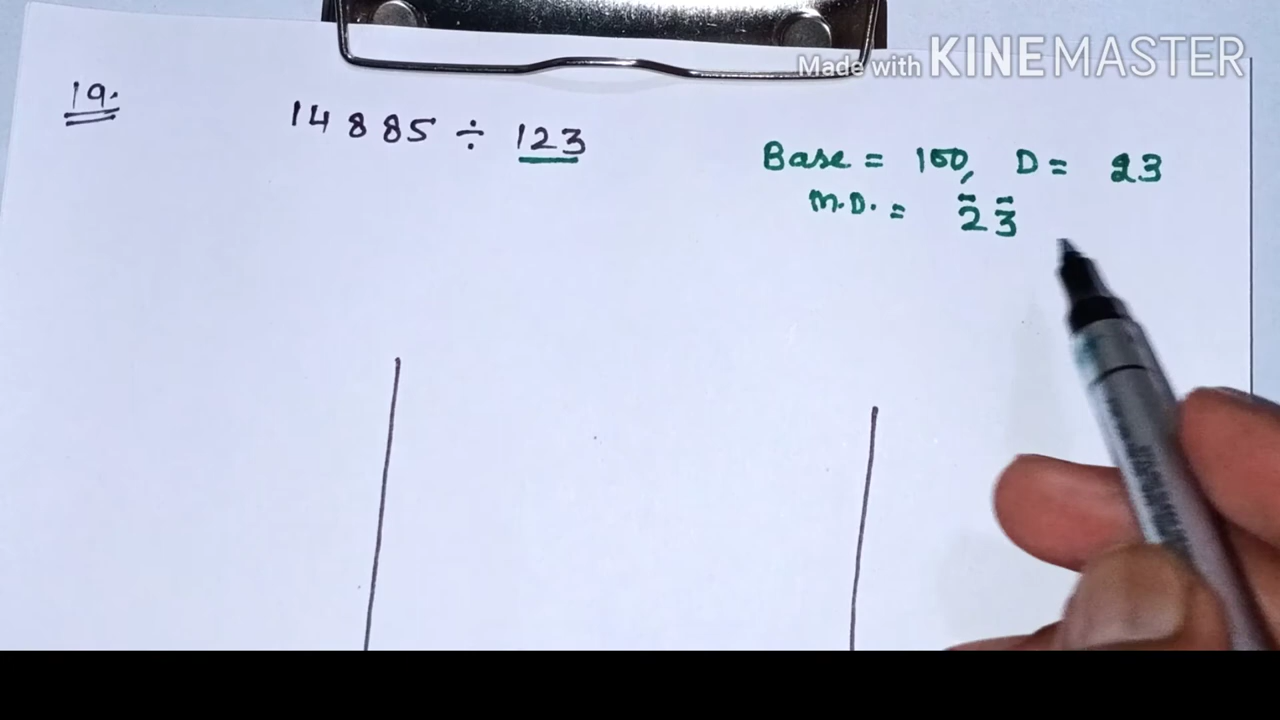 Made with KINEMASTER
19.
14885 ÷ 123
Base = 100, D = 23
M.D. = 2̄ 3̄